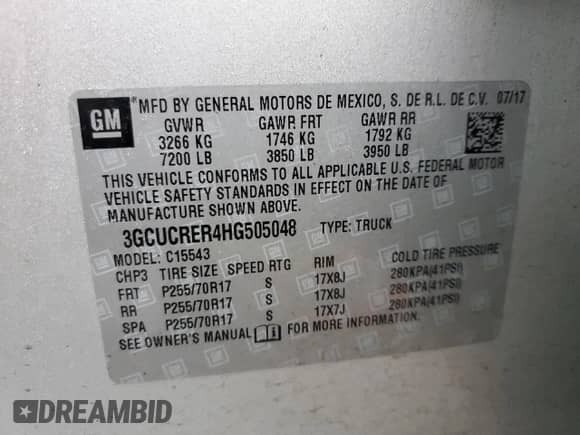 GM
*MFD BY GENERAL MOTORS DE MEXICO, S. DE R.L. DE C.V. 07/17
GVWR GAWR FRT GAWR RR
3266 KG 1746 KG 1792 KG
7200 LB 3850 LB 3950 LB
THIS VEHICLE CONFORMS TO ALL APPLICABLE U.S. FEDERAL MOTOR
VEHICLE SAFETY STANDARDS IN EFFECT ON THE DATE OF
MANUFACTURE SHOWN ABOVE.
3GCUCRER4HG505048 TYPE: TRUCK
MODEL: C15543
CHP3 TIRE SIZE SPEED RTG RIM COLD TIRE PRESSURE
FRT P255/70R17 S 17X8J 280KPA(41PSI)
RR P255/70R17 S 17X8J 280KPA(41PSI)
SPA P255/70R17 S 17X7J 280KPA(41PSI)
SEE OWNER'S MANUAL FOR MORE INFORMATION.
DREAMBID